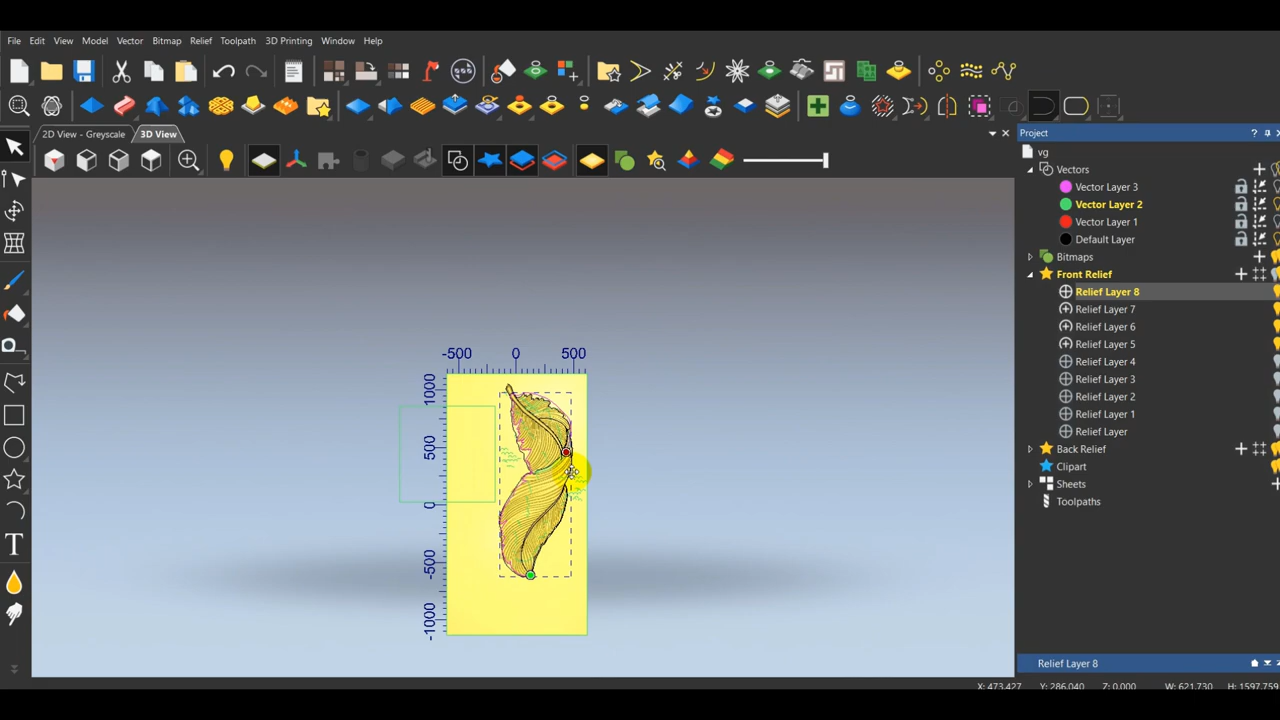 File Edit View Model Vector Bitmap Relief Toolpath 3D Printing Window Help
2D View - Greyscale 3D View
Project
vg
Vectors
Vector Layer 3
Vector Layer 2
Vector Layer 1
Default Layer
Bitmaps
Front Relief
Relief Layer 8
Relief Layer 7
Relief Layer 6
Relief Layer 5
Relief Layer 4
Relief Layer 3
Relief Layer 2
Relief Layer 1
Relief Layer
Back Relief
Clipart
Sheets
Toolpaths
-500 0 500
1000
500
0
-500
-1000
Relief Layer 8
X: 473.427 Y: 286.040 Z: 0.000 W: 621.730 H: 1597.759